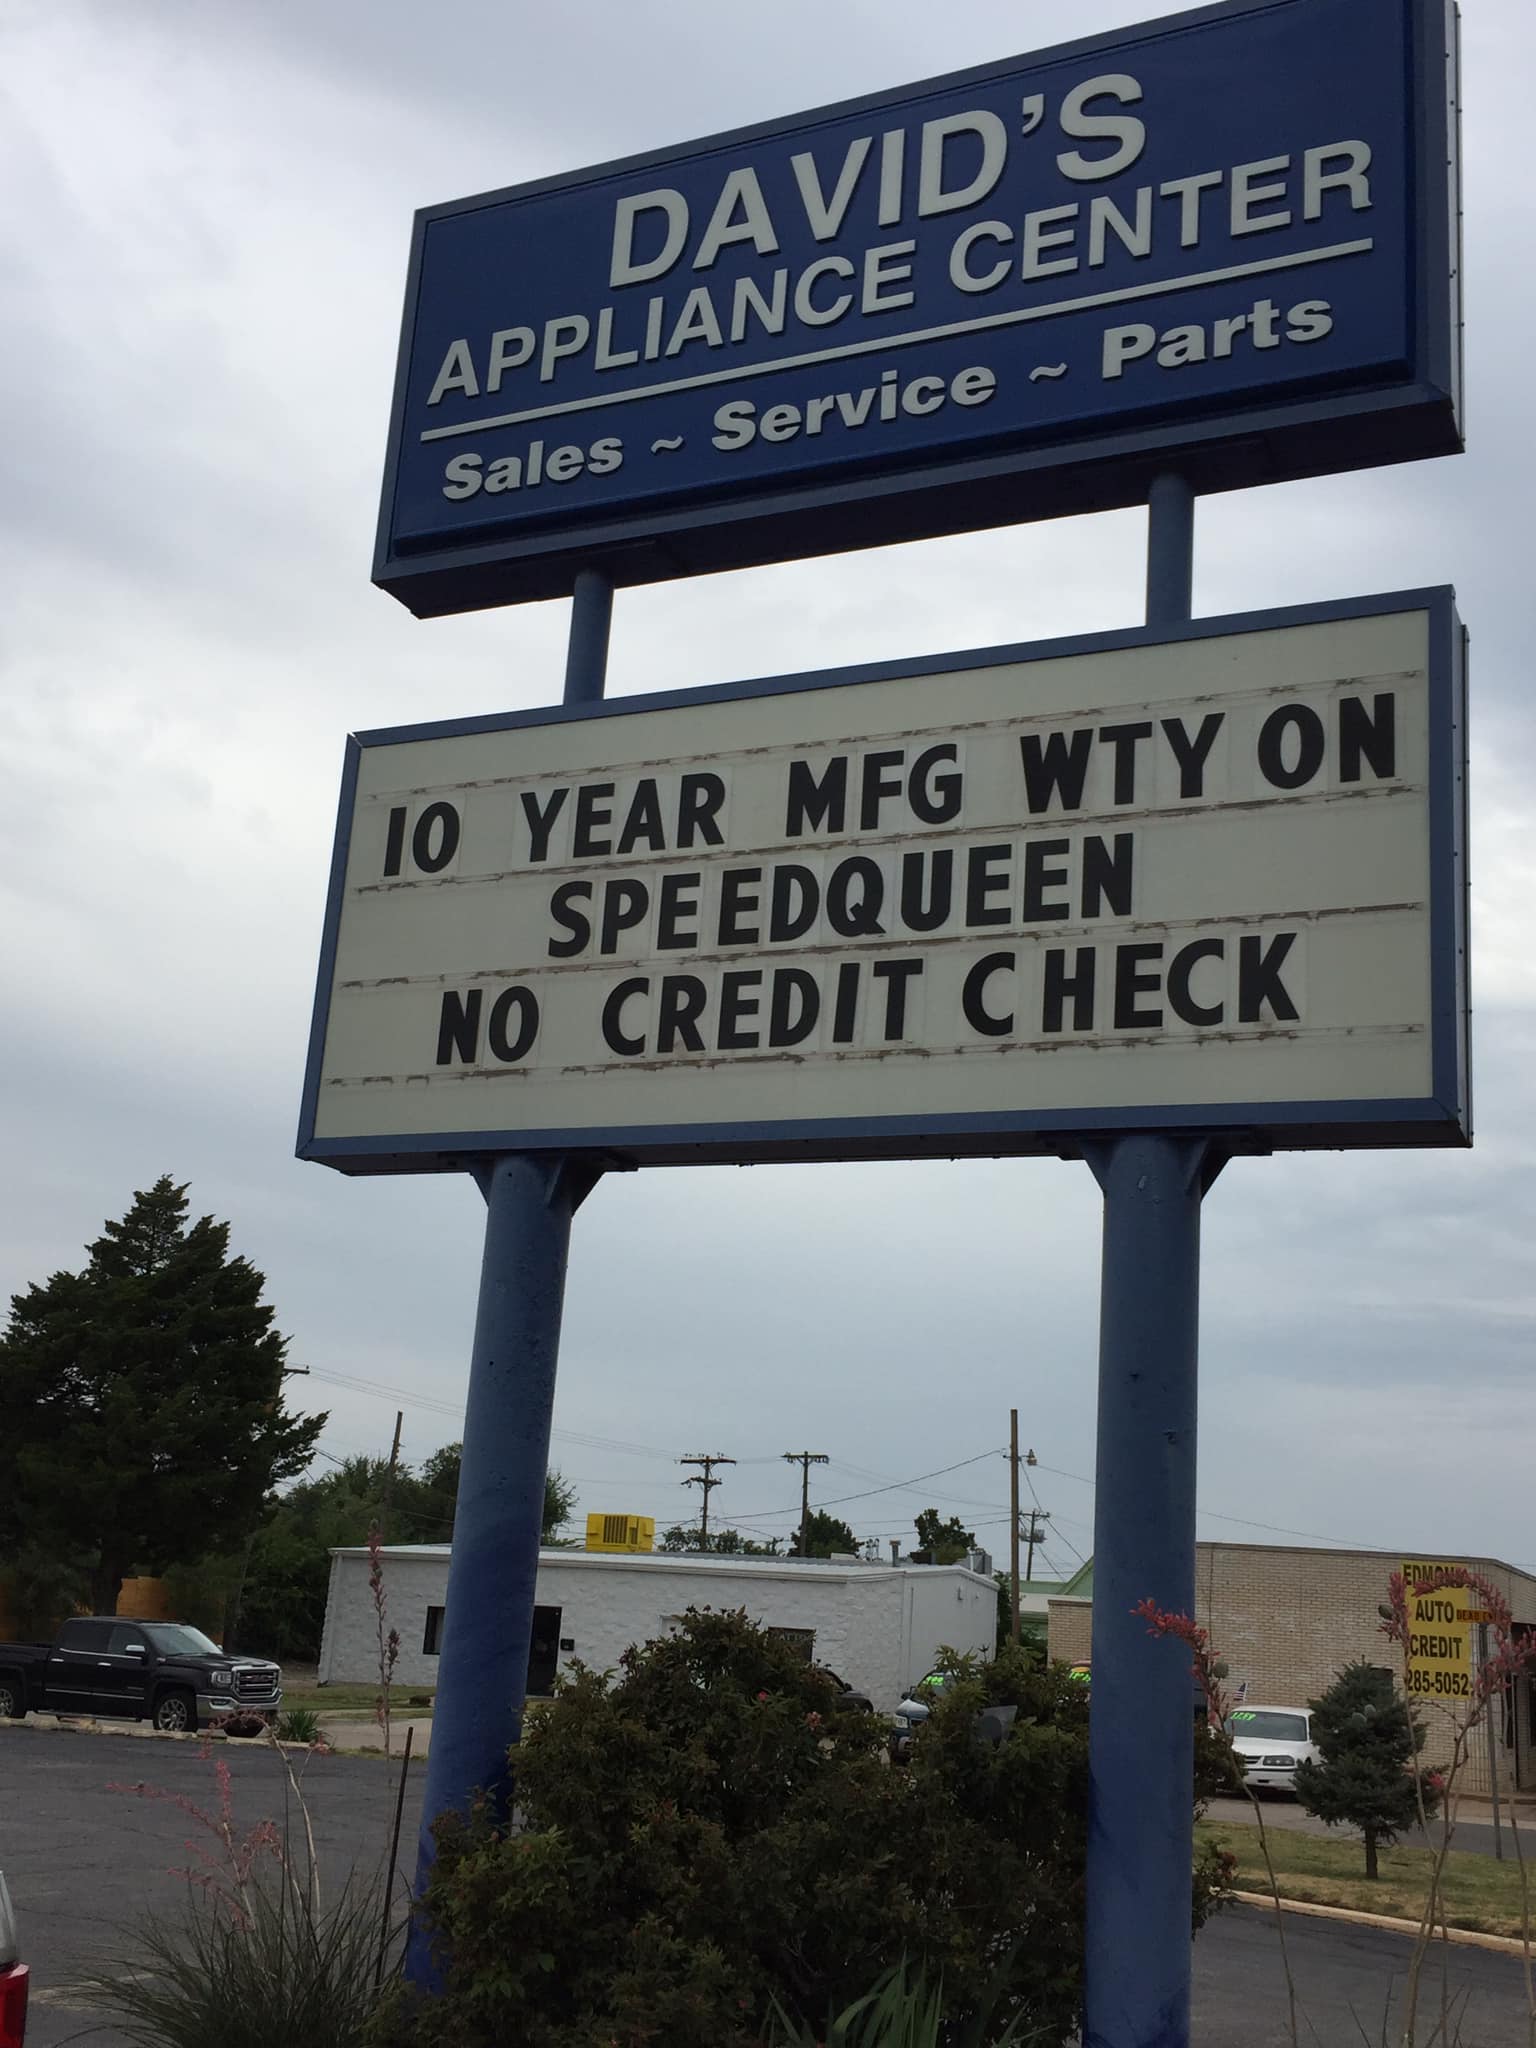 DAVID'S
APPLIANCE CENTER
Sales ~ Service ~ Parts
10 YEAR MFG WTY ON
SPEEDQUEEN
NO CREDIT CHECK
AUTO
CREDIT
285-5052